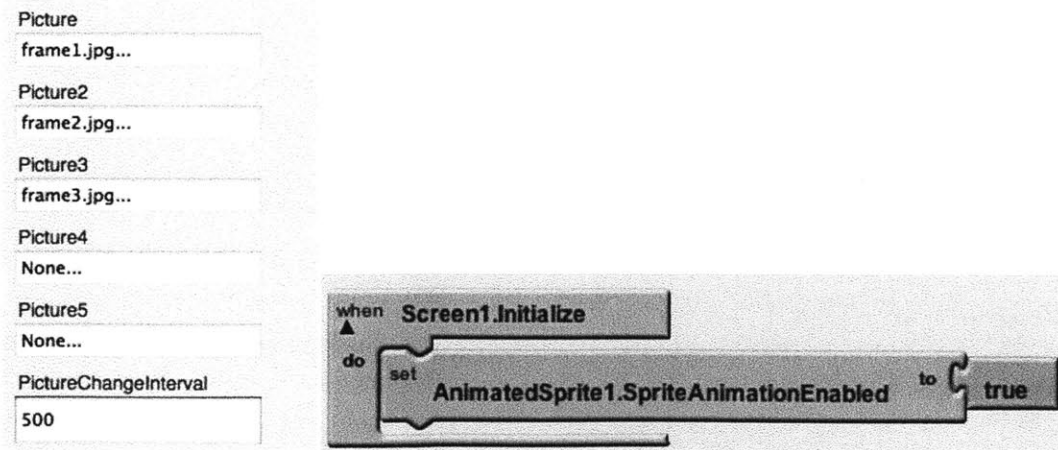 Picture
frame1.jpg...
Picture2
frame2.jpg...
Picture3
frame3.jpg...
Picture4
None...
Picture5
None...
PictureChangeInterval
500
when Screen1.Initialize
do set AnimatedSprite1.SpriteAnimationEnabled to true